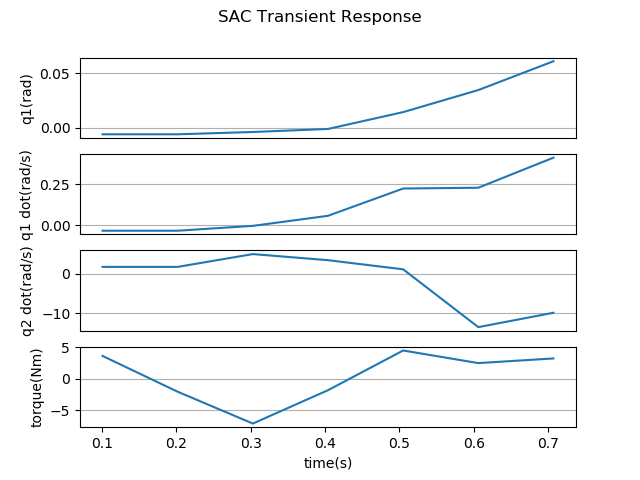 SAC Transient Response
q1(rad)
0.05
0.00
q1 dot(rad/s)
0.25
0.00
q2 dot(rad/s)
0
−10
torque(Nm)
5
0
−5
0.1 0.2 0.3 0.4 0.5 0.6 0.7
time(s)